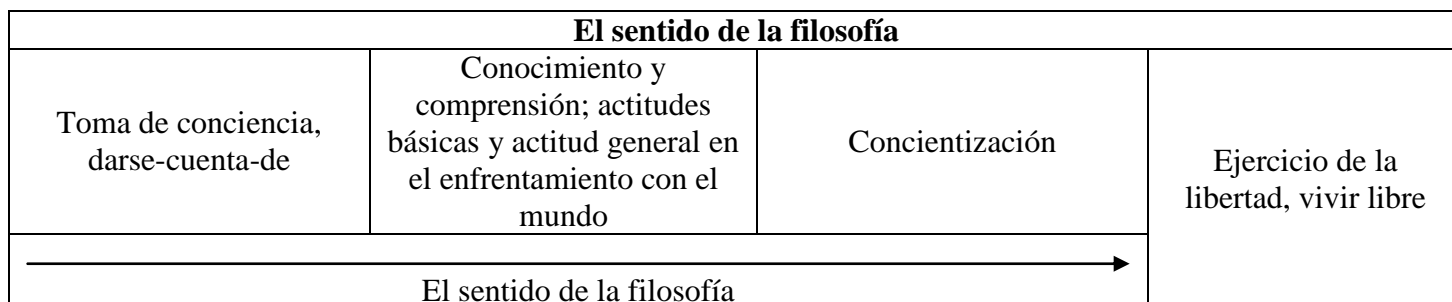 El sentido de la filosofía
Toma de conciencia,
darse-cuenta-de
Conocimiento y
comprensión; actitudes
básicas y actitud general en
el enfrentamiento con el
mundo
Concientización
Ejercicio de la
libertad, vivir libre
El sentido de la filosofía